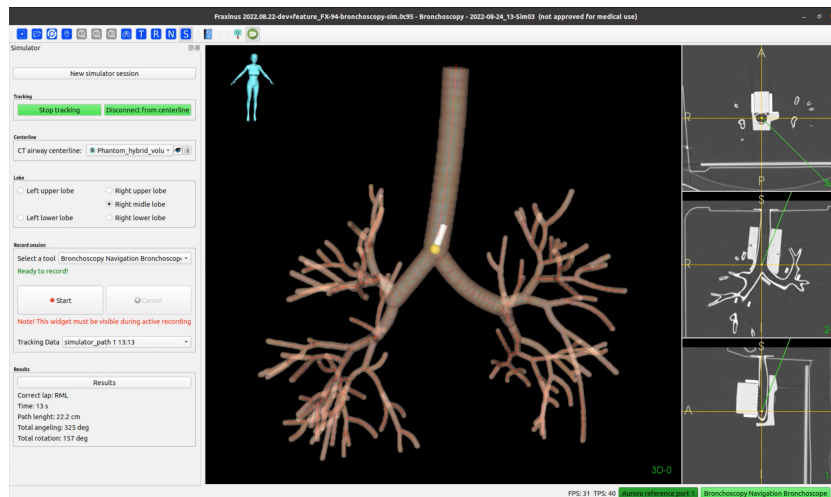 Fraxinus 2022.08.22-dev+feature_FX-94-bronchoscopy-sim.0c95 - Bronchoscopy - 2022-08-24_13-Sim03 (not approved for medical use)
T R N S
Simulator
New simulator session
Tracking
Stop tracking Disconnect from centerline
Centerline
CT airway centerline: Phantom_hybrid_volu
Lobe
Left upper lobe Right upper lobe
Right midle lobe
Left lower lobe Right lower lobe
Record session
Select a tool Bronchoscopy Navigation Bronchoscope
Ready to record!
Start Cancel
Note! This widget must be visible during active recording
Tracking Data simulator_path 1 13:13
Results
Results
Correct lap: RML
Time: 13 s
Path lenght: 22.2 cm
Total angeling: 325 deg
Total rotation: 157 deg
3D-0
A
R
P
S
R
I
2
S
A
I
FPS: 31 TPS: 40 Aurora reference port 1 Bronchoscopy Navigation Bronchoscope